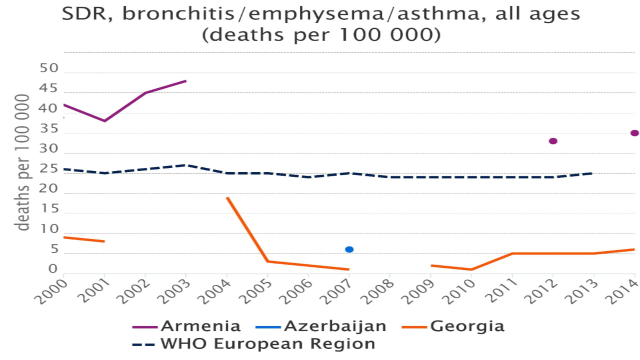 SDR, bronchitis/emphysema/asthma, all ages
(deaths per 100 000)
deaths per 100 000
50
45
40
35
30
25
20
15
10
5
0
2000 2001 2002 2003 2004 2005 2006 2007 2008 2009 2010 2011 2012 2013 2014
Armenia Azerbaijan Georgia
WHO European Region